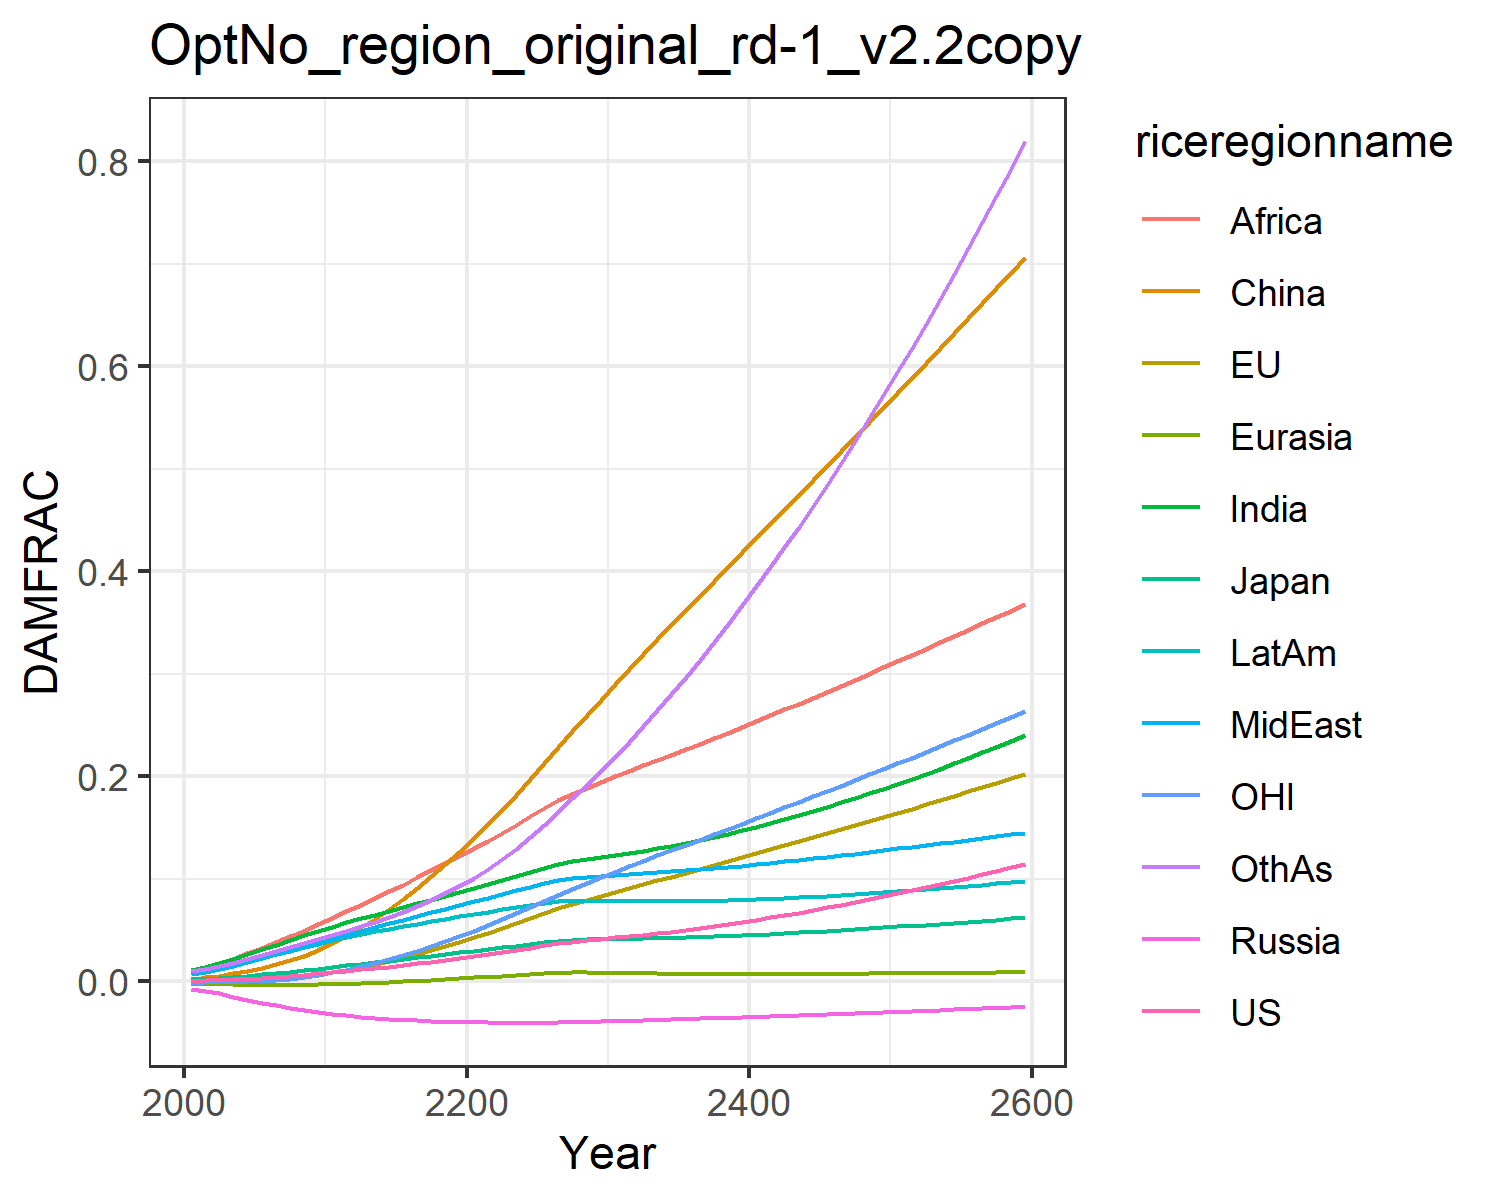 OptNo_region_original_rd-1_v2.2copy
DAMFRAC
0.8
0.6
0.4
0.2
0.0
2000 2200 2400 2600
Year
riceregionname
Africa
China
EU
Eurasia
India
Japan
LatAm
MidEast
OHI
OthAs
Russia
US